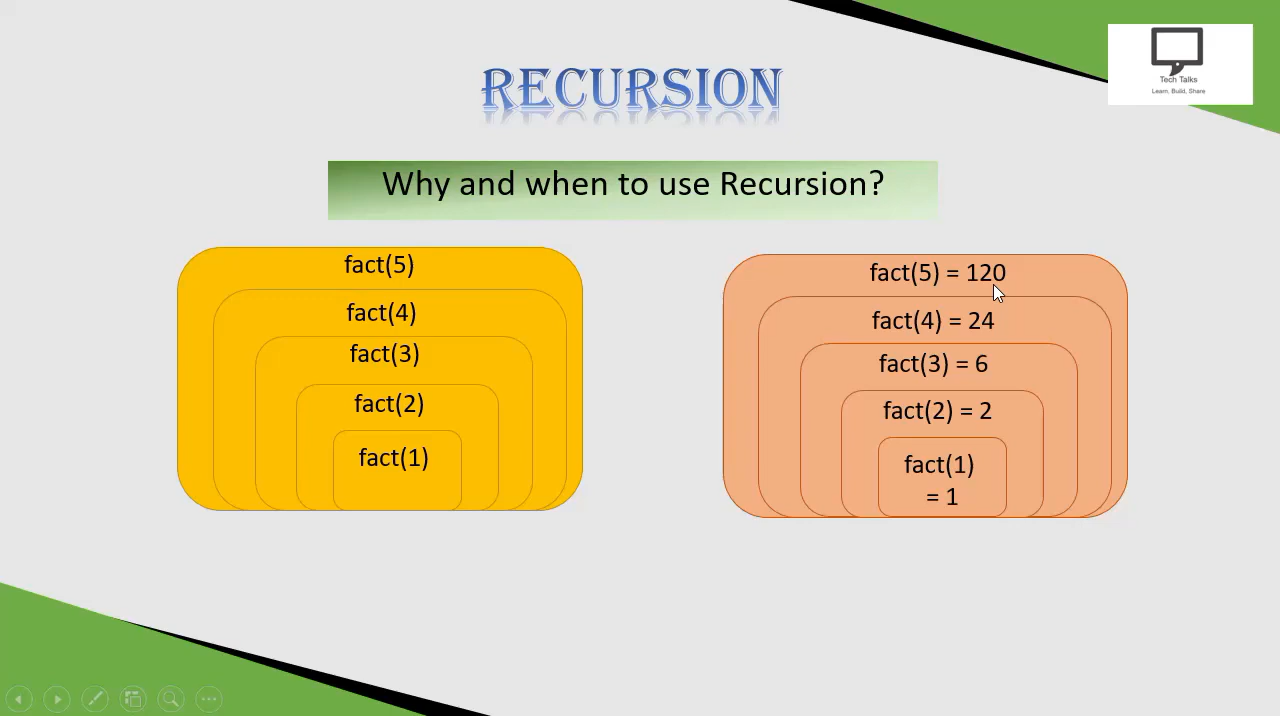 Tech Talks
Learn, Build, Share
RECURSION
Why and when to use Recursion?
fact(5)
fact(4)
fact(3)
fact(2)
fact(1)
fact(5) = 120
fact(4) = 24
fact(3) = 6
fact(2) = 2
fact(1)
= 1